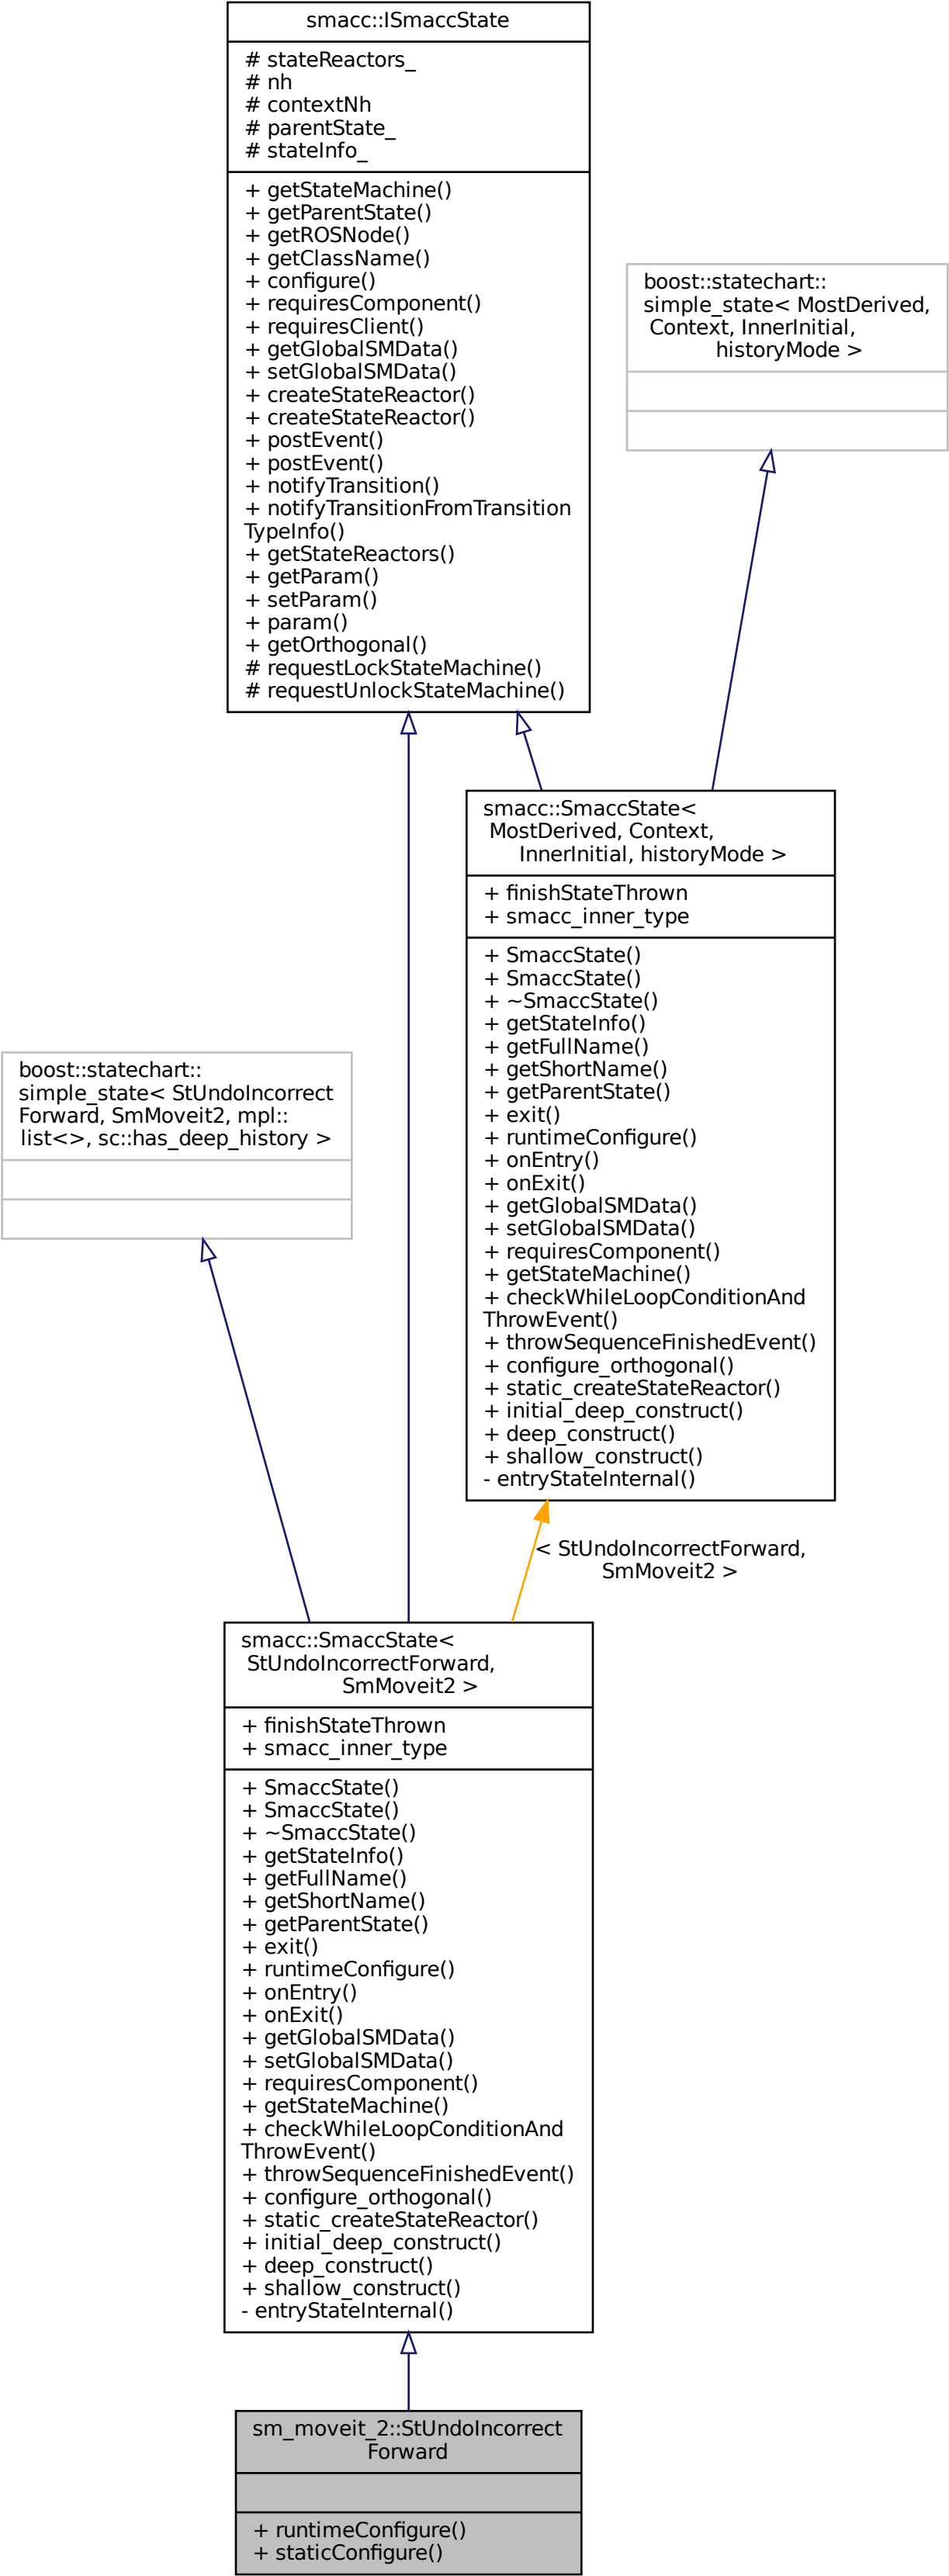 smacc::ISmaccState
# stateReactors_
# nh
# contextNh
# parentState_
# stateInfo_
+ getStateMachine()
+ getParentState()
+ getROSNode()
+ getClassName()
+ configure()
+ requiresComponent()
+ requiresClient()
+ getGlobalSMData()
+ setGlobalSMData()
+ createStateReactor()
+ createStateReactor()
+ postEvent()
+ postEvent()
+ notifyTransition()
+ notifyTransitionFromTransition
TypeInfo()
+ getStateReactors()
+ getParam()
+ setParam()
+ param()
+ getOrthogonal()
# requestLockStateMachine()
# requestUnlockStateMachine()
boost::statechart::
simple_state< MostDerived,
Context, InnerInitial,
historyMode >
smacc::SmaccState<
MostDerived, Context,
InnerInitial, historyMode >
+ finishStateThrown
+ smacc_inner_type
+ SmaccState()
+ SmaccState()
+ ~SmaccState()
+ getStateInfo()
+ getFullName()
+ getShortName()
+ getParentState()
+ exit()
+ runtimeConfigure()
+ onEntry()
+ onExit()
+ getGlobalSMData()
+ setGlobalSMData()
+ requiresComponent()
+ getStateMachine()
+ checkWhileLoopConditionAnd
ThrowEvent()
+ throwSequenceFinishedEvent()
+ configure_orthogonal()
+ static_createStateReactor()
+ initial_deep_construct()
+ deep_construct()
+ shallow_construct()
- entryStateInternal()
boost::statechart::
simple_state< StUndoIncorrect
Forward, SmMoveit2, mpl::
list<>, sc::has_deep_history >
< StUndoIncorrectForward,
SmMoveit2 >
smacc::SmaccState<
StUndoIncorrectForward,
SmMoveit2 >
+ finishStateThrown
+ smacc_inner_type
+ SmaccState()
+ SmaccState()
+ ~SmaccState()
+ getStateInfo()
+ getFullName()
+ getShortName()
+ getParentState()
+ exit()
+ runtimeConfigure()
+ onEntry()
+ onExit()
+ getGlobalSMData()
+ setGlobalSMData()
+ requiresComponent()
+ getStateMachine()
+ checkWhileLoopConditionAnd
ThrowEvent()
+ throwSequenceFinishedEvent()
+ configure_orthogonal()
+ static_createStateReactor()
+ initial_deep_construct()
+ deep_construct()
+ shallow_construct()
- entryStateInternal()
sm_moveit_2::StUndoIncorrect
Forward
+ runtimeConfigure()
+ staticConfigure()